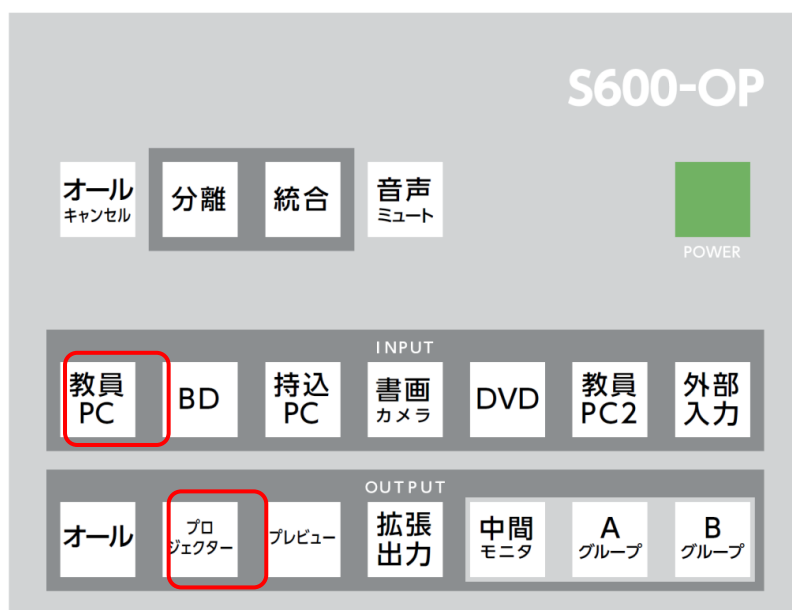 S600-OP
オール
キャンセル
分離
統合
音声
ミュート
POWER
INPUT
教員
PC
BD
持込
PC
書画
カメラ
DVD
教員
PC2
外部
入力
OUTPUT
オール
プロ
ジェクター
プレビュー
拡張
出力
中間
モニタ
A
グループ
B
グループ